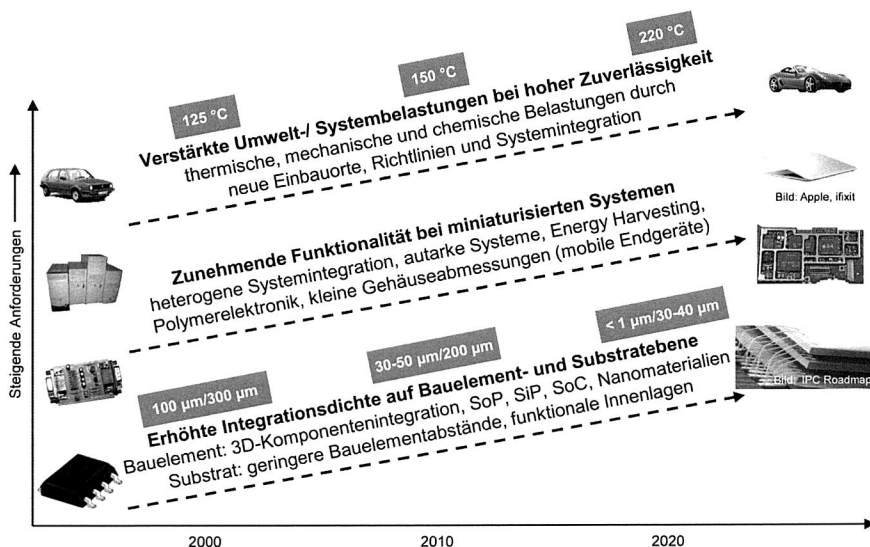 220 °C
150 °C
125 °C
Verstärkte Umwelt-/ Systembelastungen bei hoher Zuverlässigkeit
thermische, mechanische und chemische Belastungen durch
neue Einbauorte, Richtlinien und Systemintegration
Bild: Apple, ifixit
Steigende Anforderungen
Zunehmende Funktionalität bei miniaturisierten Systemen
heterogene Systemintegration, autarke Systeme, Energy Harvesting,
Polymerelektronik, kleine Gehäuseabmessungen (mobile Endgeräte)
< 1 µm/30-40 µm
30-50 µm/200 µm
100 µm/300 µm
Erhöhte Integrationsdichte auf Bauelement- und Substratebene
Bauelement: 3D-Komponentenintegration, SoP, SiP, SoC, Nanomaterialien
Substrat: geringere Bauelementabstände, funktionale Innenlagen
Bild: IPC Roadmap
2000
2010
2020